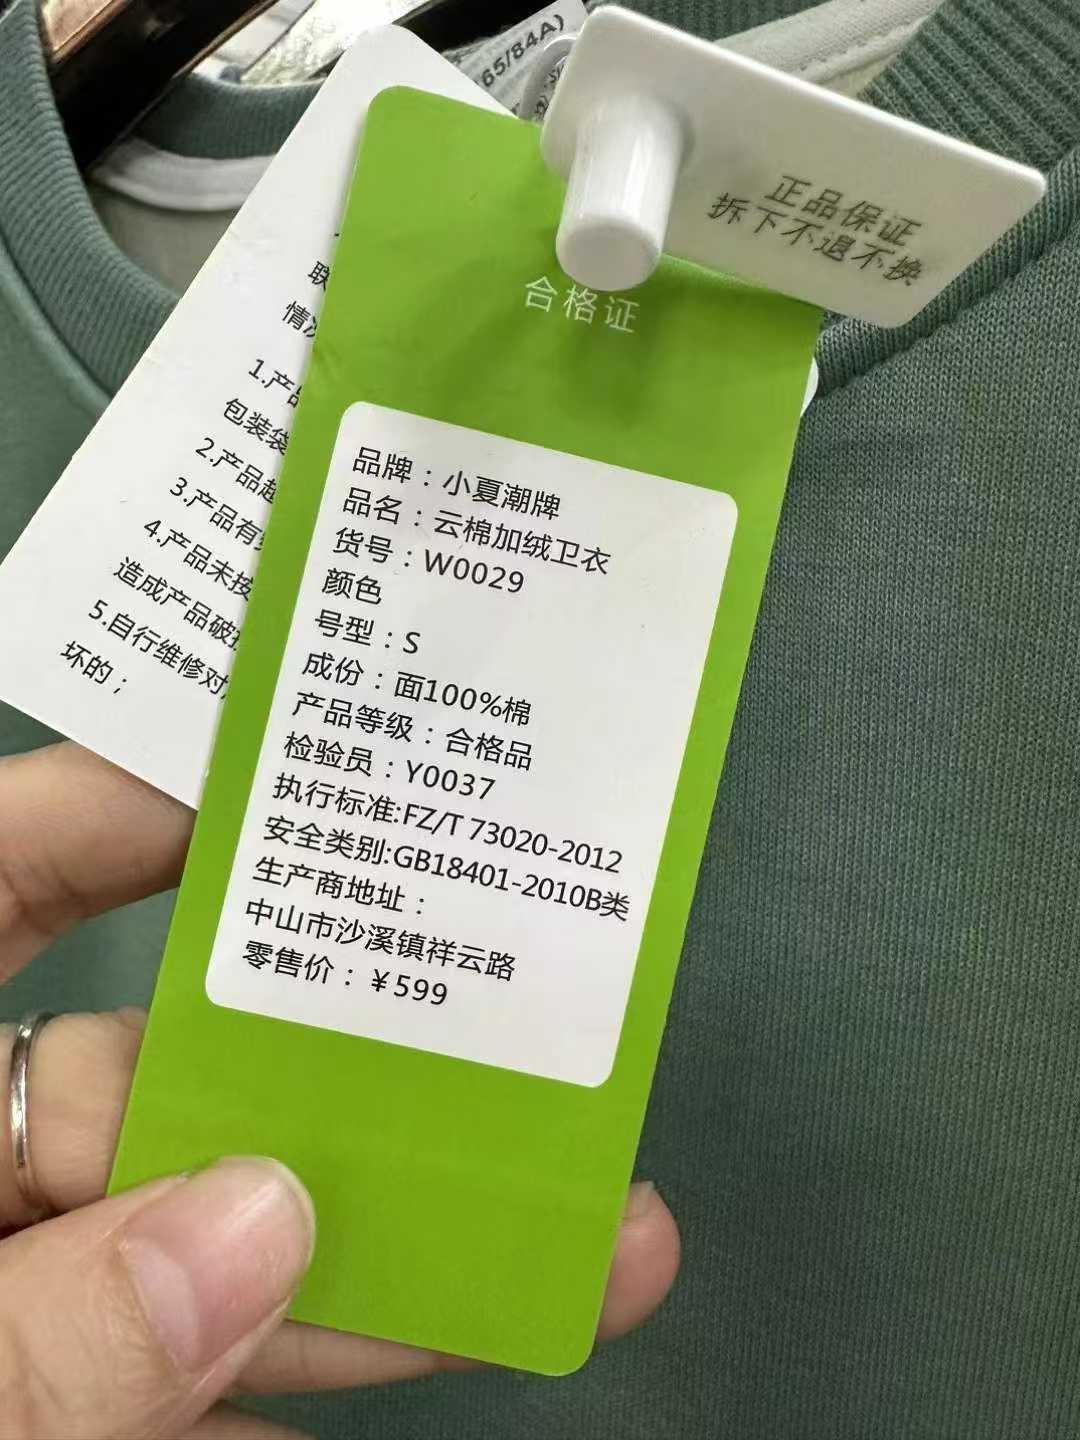 65/84A)
正品保证
拆下不退不换
合格证
品牌：小夏潮牌
品名：云棉加绒卫衣
货号：W0029
颜色
号型：S
成份：面100%棉
产品等级：合格品
检验员：Y0037
执行标准:FZ/T 73020-2012
安全类别:GB18401-2010B类
生产商地址：
中山市沙溪镇祥云路
零售价：￥599
联
情况
1.产品
包装袋
2.产品超
3.产品有
4.产品未按
造成产品破
5.自行维修对
坏的；